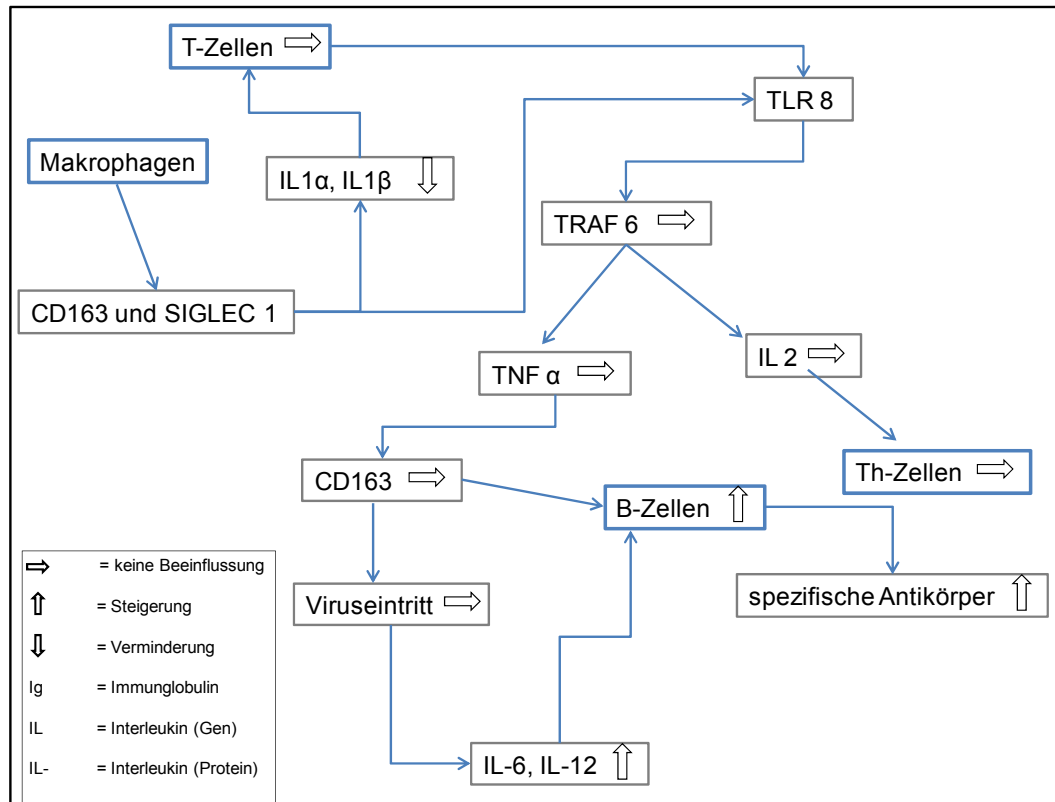 T-Zellen
TLR 8
Makrophagen
IL1α, IL1β
TRAF 6
CD163 und SIGLEC 1
IL 2
TNF α
CD163
Th-Zellen
B-Zellen
Viruseintritt
spezifische Antikörper
IL-6, IL-12
= keine Beeinflussung
= Steigerung
= Verminderung
Ig = Immunglobulin
IL = Interleukin (Gen)
IL- = Interleukin (Protein)